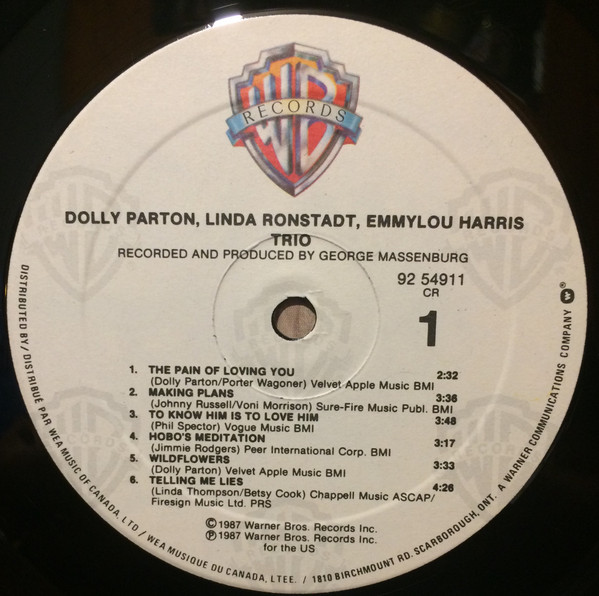 WB
RECORDS
DOLLY PARTON, LINDA RONSTADT, EMMYLOU HARRIS
TRIO
RECORDED AND PRODUCED BY GEORGE MASSENBURG
92 54911
CR
1
1. THE PAIN OF LOVING YOU 2:32
(Dolly Parton/Porter Wagoner) Velvet Apple Music BMI
2. MAKING PLANS 3:36
(Johnny Russell/Voni Morrison) Sure-Fire Music Publ. BMI
3. TO KNOW HIM IS TO LOVE HIM 3:48
(Phil Spector) Vogue Music BMI
4. HOBO'S MEDITATION 3:17
(Jimmie Rodgers) Peer International Corp. BMI
5. WILDFLOWERS 3:33
(Dolly Parton) Velvet Apple Music BMI
6. TELLING ME LIES 4:26
(Linda Thompson/Betsy Cook) Chappell Music ASCAP/
Firesign Music Ltd. PRS
©1987 Warner Bros. Records Inc.
℗1987 Warner Bros. Records Inc.
for the US
DISTRIBUTED BY / DISTRIBUÉ PAR WEA MUSIC OF CANADA, LTD / WEA MUSIQUE DU CANADA, LTEE. / 1810 BIRCHMOUNT RD. SCARBOROUGH, ONT. A WARNER COMMUNICATIONS COMPANY